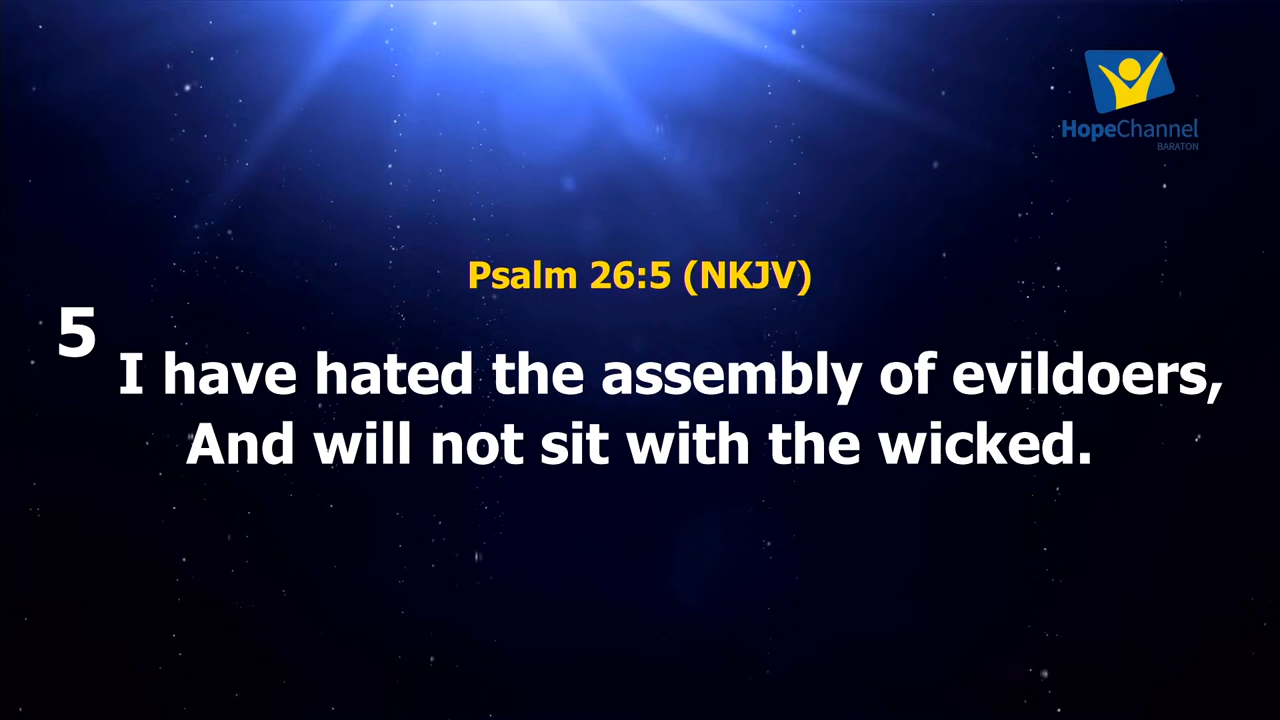 HopeChannel
BARATON
Psalm 26:5 (NKJV)
5
I have hated the assembly of evildoers,
And will not sit with the wicked.